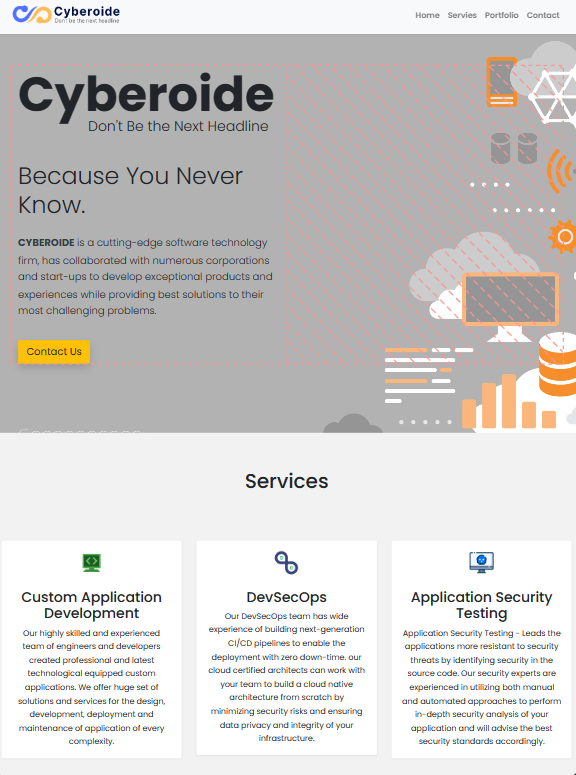 Cyberoide
Don't be the next headline
Home Servies Portfolio Contact
Cyberoide
Don't Be the Next Headline
Because You Never
Know.
CYBEROIDE is a cutting-edge software technology
firm, has collaborated with numerous corporations
and start-ups to develop exceptional products and
experiences while providing best solutions to their
most challenging problems.
Contact Us
Services
Custom Application
Development
Our highly skilled and experienced
team of engineers and developers
created professional and latest
technological equipped custom
applications. We offer huge set of
solutions and services for the design,
development, deployment and
maintenance of application of every
complexity.
DevSecOps
Our DevSecOps team has wide
experience of building next-generation
CI/CD pipelines to enable the
deployment with zero down-time. our
cloud certified architects can work with
your team to build a cloud native
architecture from scratch by
minimizing security risks and ensuring
data privacy and integrity of your
infrastructure.
Application Security
Testing
Application Security Testing - Leads the
applications more resistant to security
threats by identifying security in the
source code. Our security experts are
experienced in utilizing both manual
and automated approaches to perform
in-depth security analysis of your
application and will advise the best
security standards accordingly.